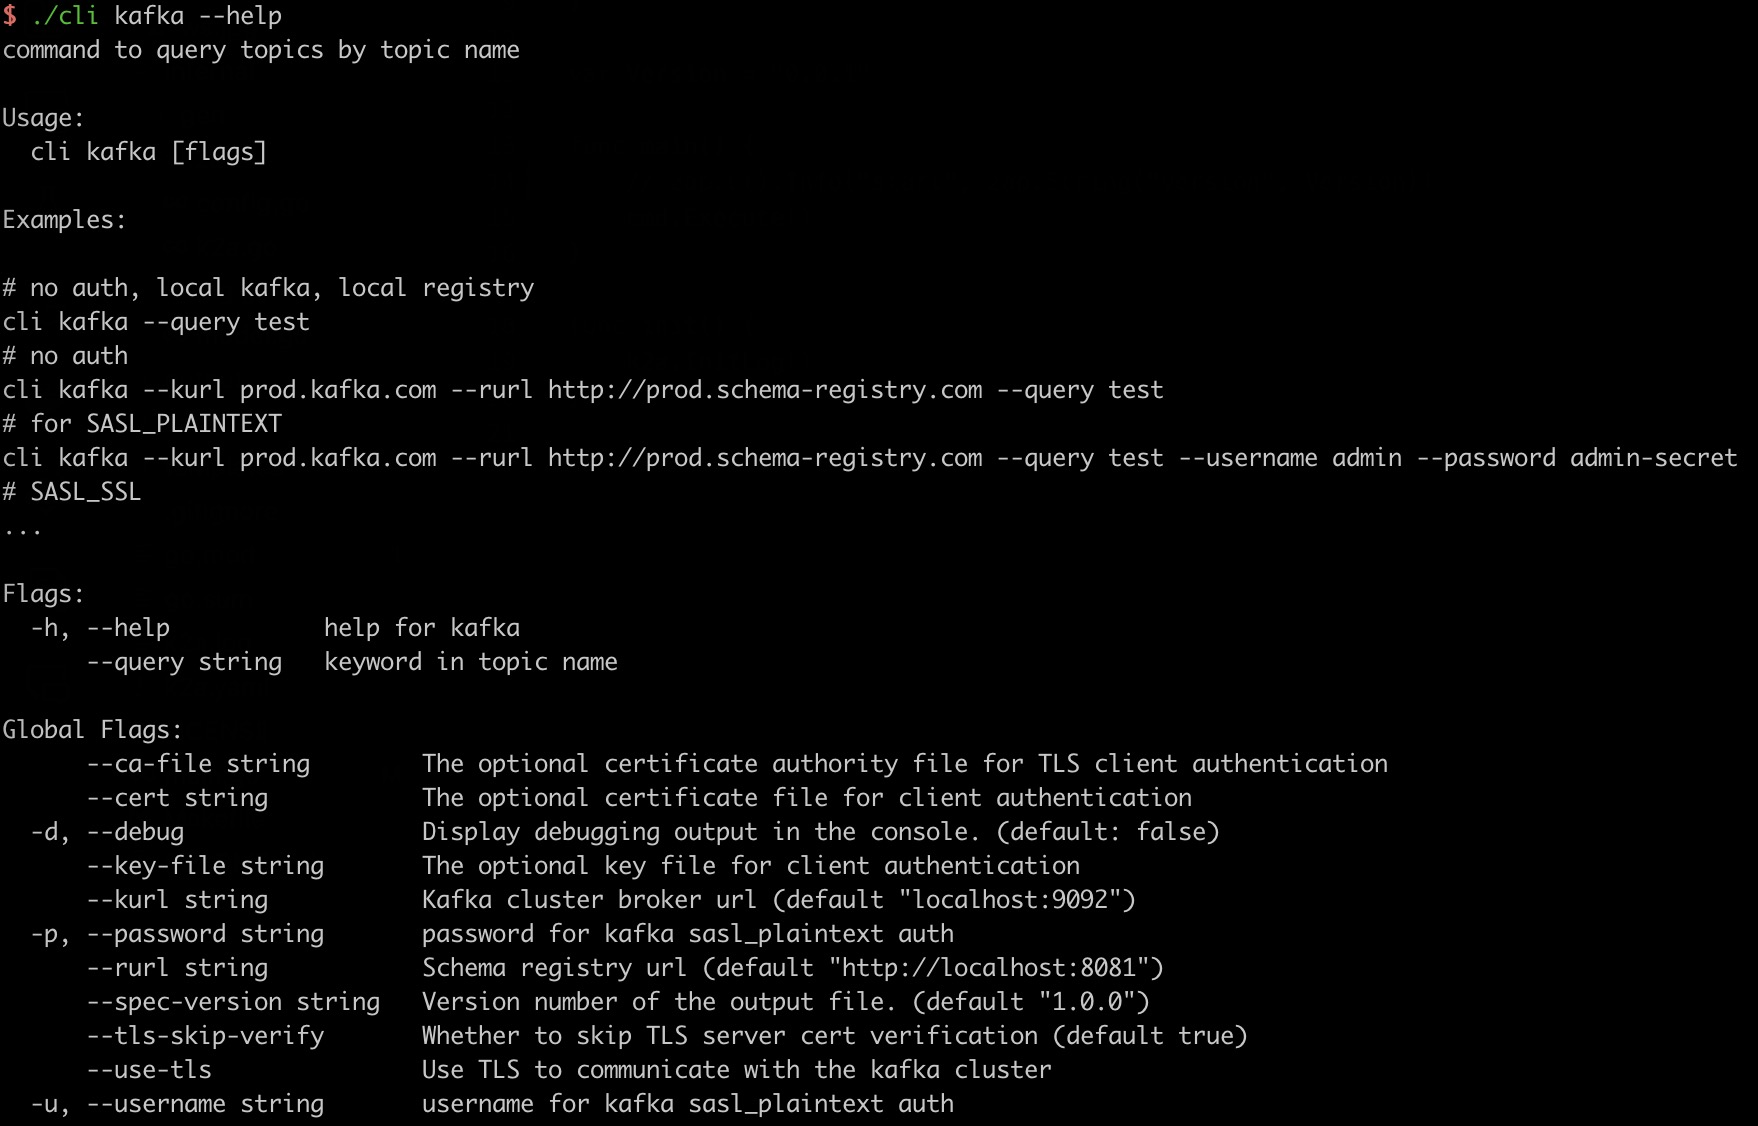 $ ./cli kafka --help
command to query topics by topic name
Usage:
  cli kafka [flags]
Examples:
# no auth, local kafka, local registry
cli kafka --query test
# no auth
cli kafka --kurl prod.kafka.com --rurl http://prod.schema-registry.com --query test
# for SASL_PLAINTEXT
cli kafka --kurl prod.kafka.com --rurl http://prod.schema-registry.com --query test --username admin --password admin-secret
# SASL_SSL
...
Flags:
  -h, --help           help for kafka
      --query string   keyword in topic name
Global Flags:
      --ca-file string        The optional certificate authority file for TLS client authentication
      --cert string           The optional certificate file for client authentication
  -d, --debug                 Display debugging output in the console. (default: false)
      --key-file string       The optional key file for client authentication
      --kurl string           Kafka cluster broker url (default "localhost:9092")
  -p, --password string       password for kafka sasl_plaintext auth
      --rurl string           Schema registry url (default "http://localhost:8081")
      --spec-version string   Version number of the output file. (default "1.0.0")
      --tls-skip-verify       Whether to skip TLS server cert verification (default true)
      --use-tls               Use TLS to communicate with the kafka cluster
  -u, --username string       username for kafka sasl_plaintext auth